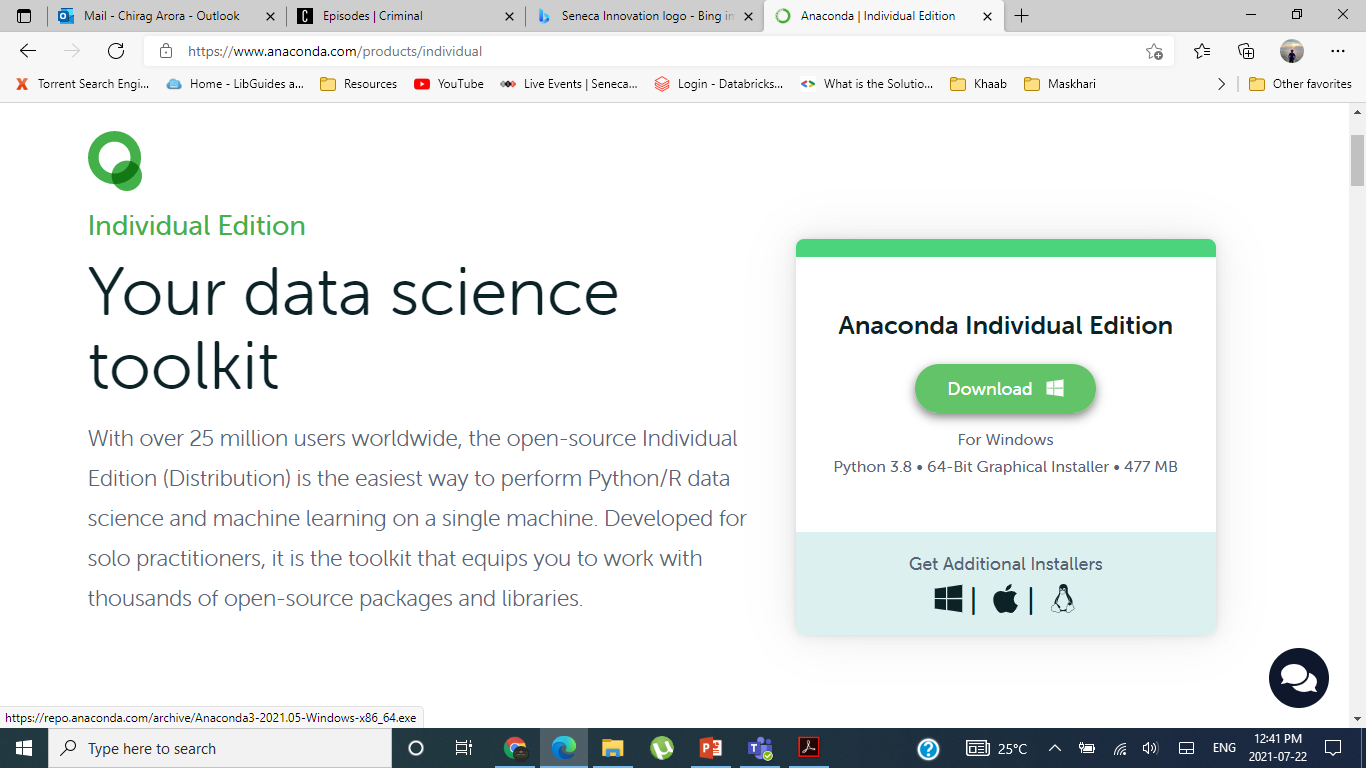 Mail - Chirag Arora - Outlook
Episodes | Criminal
Seneca Innovation logo - Bing im
Anaconda | Individual Edition
https://www.anaconda.com/products/individual
Torrent Search Engi...
Home - LibGuides a...
Resources
YouTube
Live Events | Seneca...
Login - Databricks...
What is the Solutio...
Khaab
Maskhari
Other favorites
Individual Edition
Your data science
toolkit
With over 25 million users worldwide, the open-source Individual
Edition (Distribution) is the easiest way to perform Python/R data
science and machine learning on a single machine. Developed for
solo practitioners, it is the toolkit that equips you to work with
thousands of open-source packages and libraries.
Anaconda Individual Edition
Download
For Windows
Python 3.8 • 64-Bit Graphical Installer • 477 MB
Get Additional Installers
https://repo.anaconda.com/archive/Anaconda3-2021.05-Windows-x86_64.exe
Type here to search
25°C
ENG
12:41 PM
2021-07-22